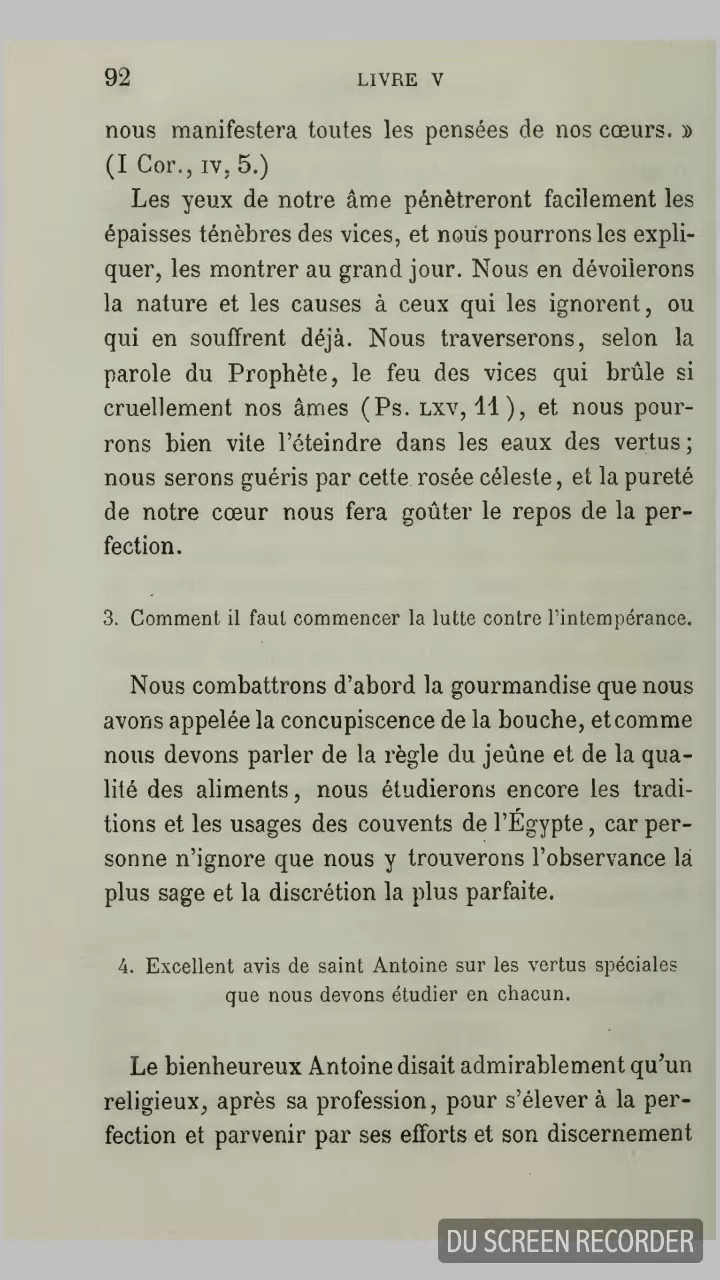 92
LIVRE V
nous manifestera toutes les pensées de nos cœurs. »
(I Cor., IV, 5.)
Les yeux de notre âme pénètreront facilement les
épaisses ténèbres des vices, et nous pourrons les expli-
quer, les montrer au grand jour. Nous en dévoilerons
la nature et les causes à ceux qui les ignorent, ou
qui en souffrent déjà. Nous traverserons, selon la
parole du Prophète, le feu des vices qui brûle si
cruellement nos âmes (Ps. LXV, 11), et nous pour-
rons bien vite l'éteindre dans les eaux des vertus;
nous serons guéris par cette rosée céleste, et la pureté
de notre cœur nous fera goûter le repos de la per-
fection.
3. Comment il faut commencer la lutte contre l'intempérance.
Nous combattrons d'abord la gourmandise que nous
avons appelée la concupiscence de la bouche, et comme
nous devons parler de la règle du jeûne et de la qua-
lité des aliments, nous étudierons encore les tradi-
tions et les usages des couvents de l'Égypte, car per-
sonne n'ignore que nous y trouverons l'observance la
plus sage et la discrétion la plus parfaite.
4. Excellent avis de saint Antoine sur les vertus spéciales
que nous devons étudier en chacun.
Le bienheureux Antoine disait admirablement qu'un
religieux, après sa profession, pour s'élever à la per-
fection et parvenir par ses efforts et son discernement
DU SCREEN RECORDER